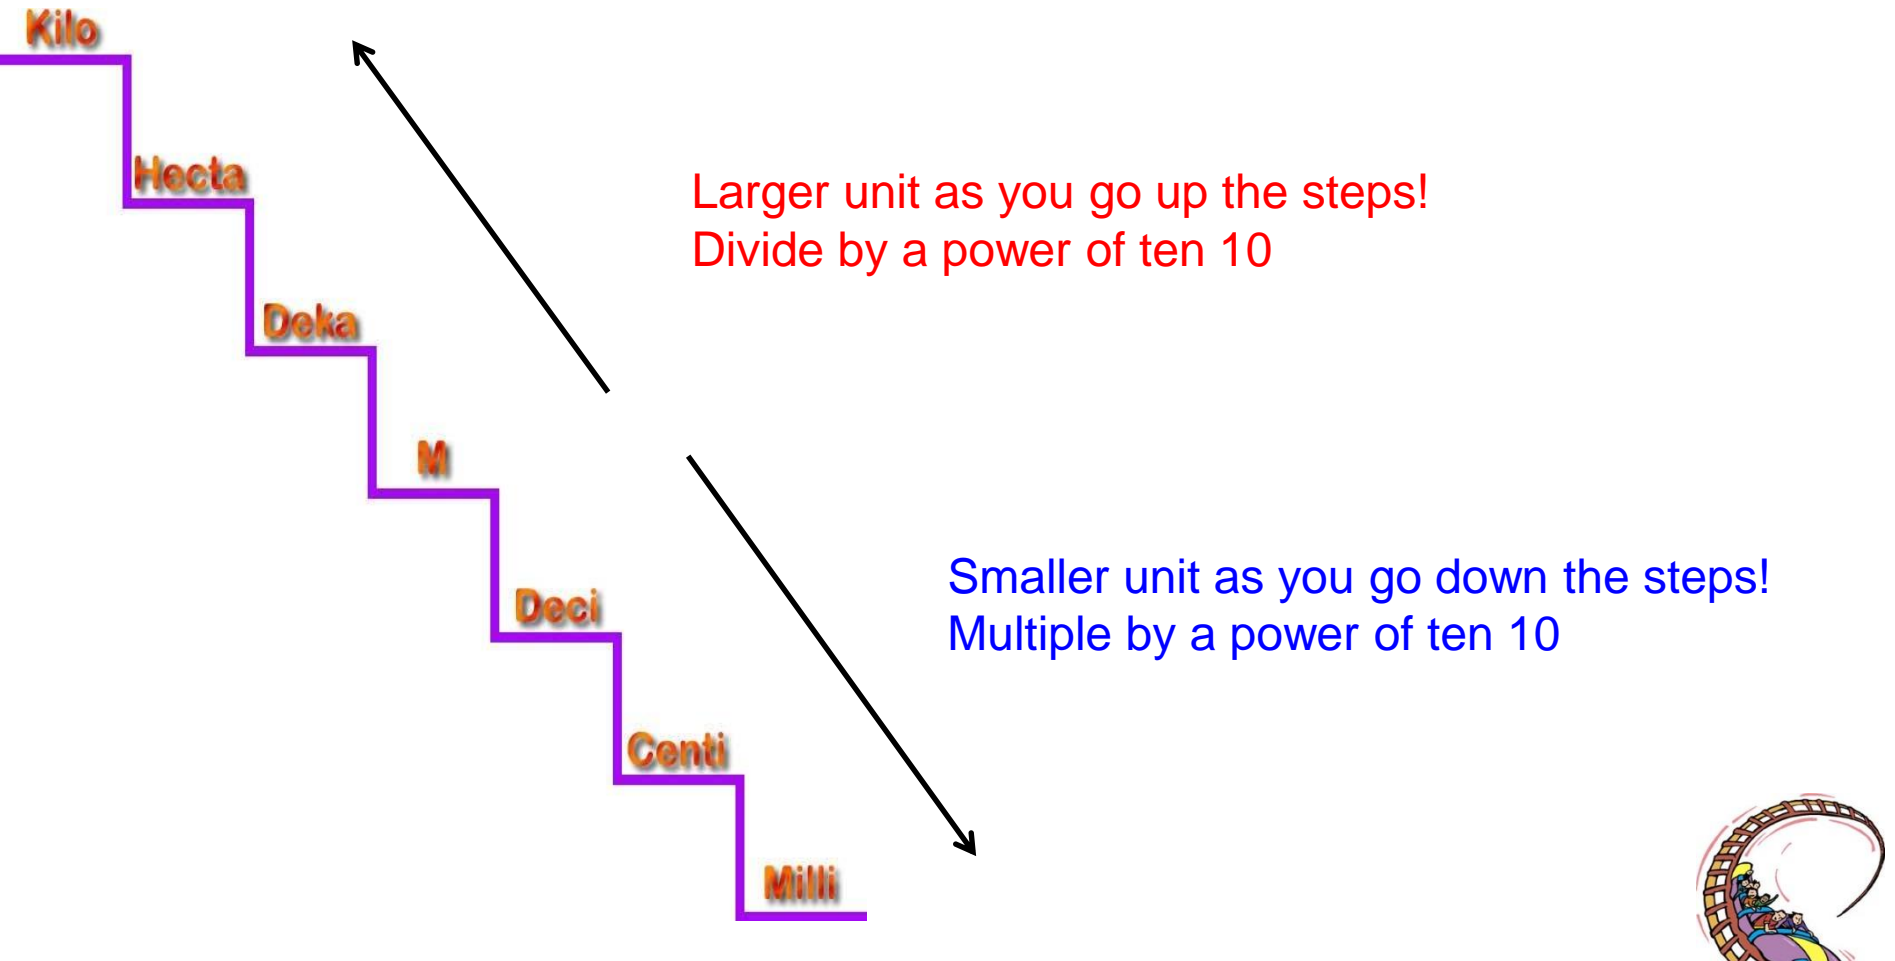 Kilo
Hecta
Larger unit as you go up the steps!
Divide by a power of ten 10
Deka
M
Deci
Smaller unit as you go down the steps!
Multiple by a power of ten 10
Centi
Milli